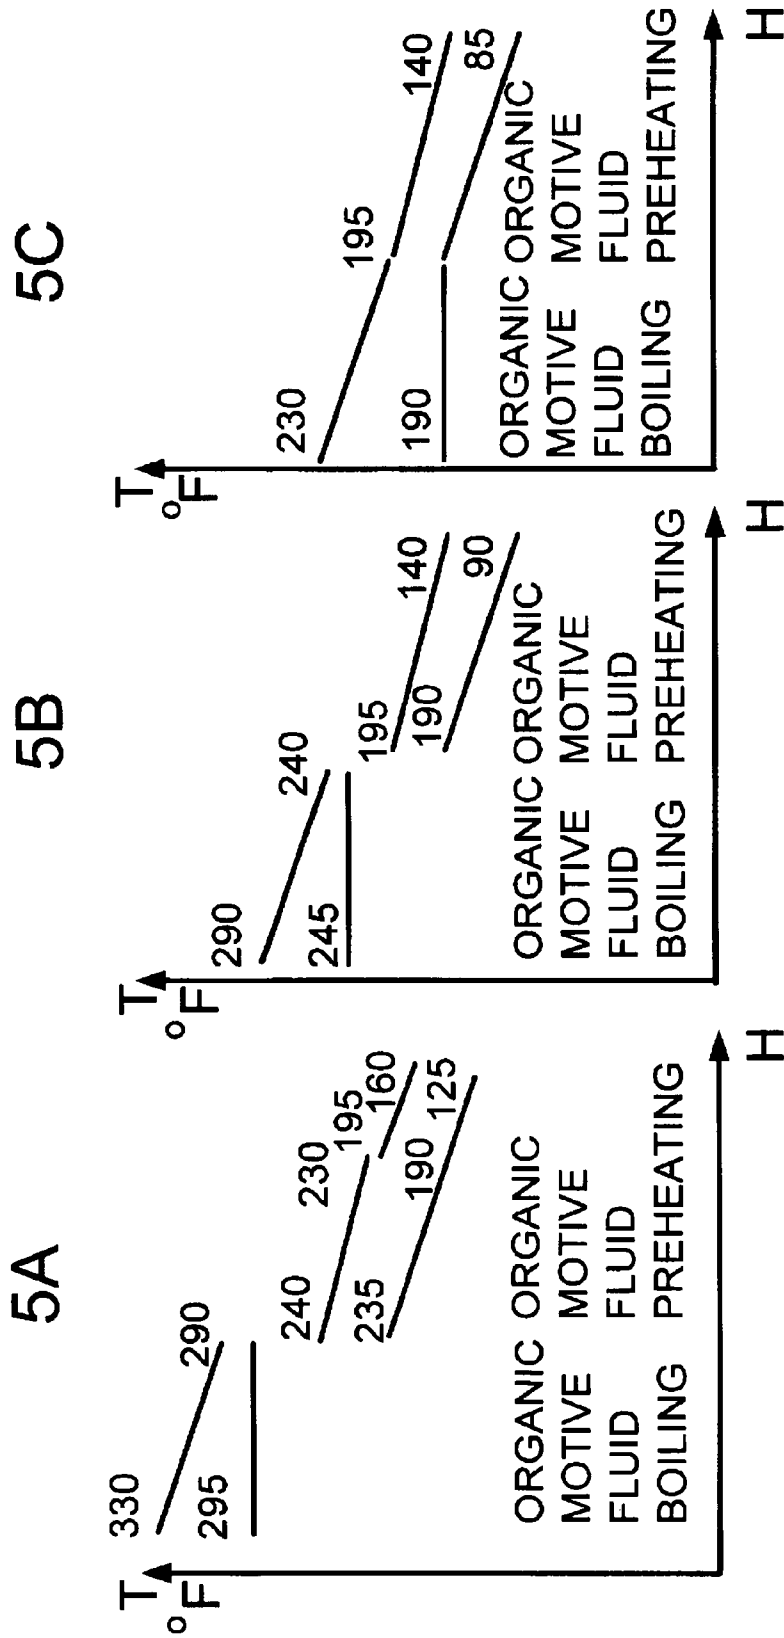 5A
T
°F
330
290
295
240
230
195
160
235
190
125
ORGANIC ORGANIC
MOTIVE MOTIVE
FLUID FLUID
BOILING PREHEATING
H
5B
T
°F
290
240
245
195
140
190
90
ORGANIC ORGANIC
MOTIVE MOTIVE
FLUID FLUID
BOILING PREHEATING
H
5C
T
°F
230
195
140
190
85
ORGANIC ORGANIC
MOTIVE MOTIVE
FLUID FLUID
BOILING PREHEATING
H